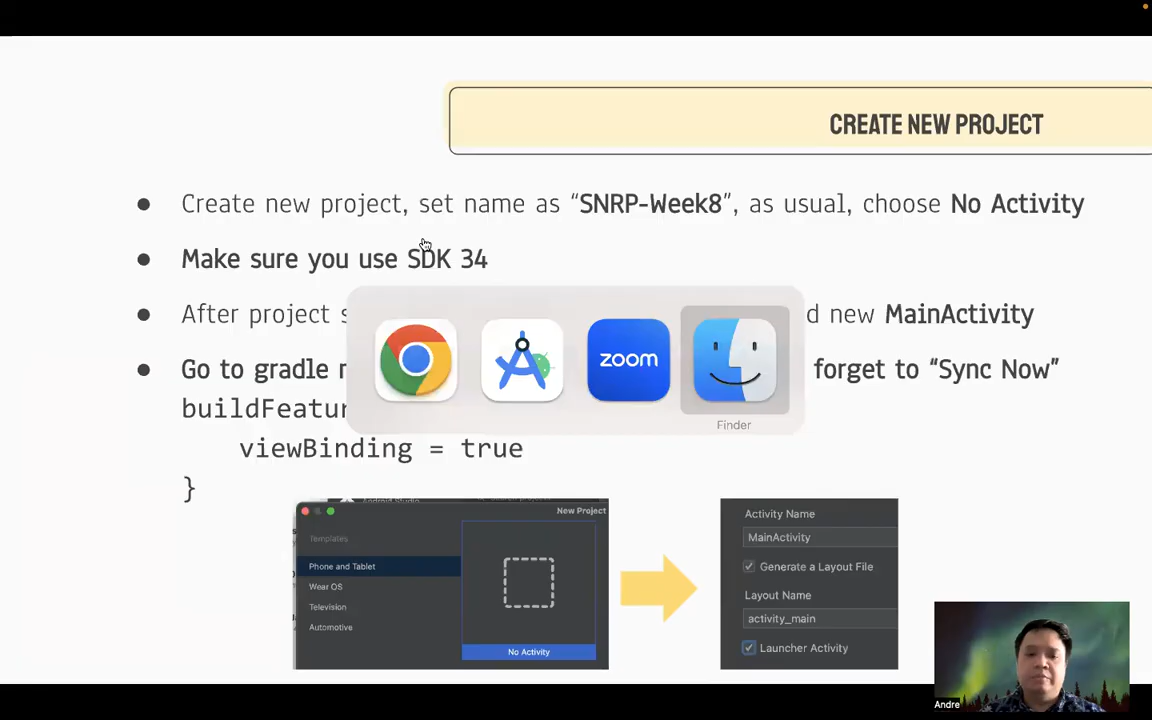 CREATE NEW PROJECT
● Create new project, set name as “SNRP-Week8”, as usual, choose No Activity
● Make sure you use SDK 34
● After project d new MainActivity
● Go to gradle forget to “Sync Now”
buildFeatur
viewBinding = true
}
zoom
Finder
Android Studio
New Project
Templates
Phone and Tablet
Wear OS
Television
Automotive
No Activity
Activity Name
MainActivity
Generate a Layout File
Layout Name
activity_main
Launcher Activity
Andre